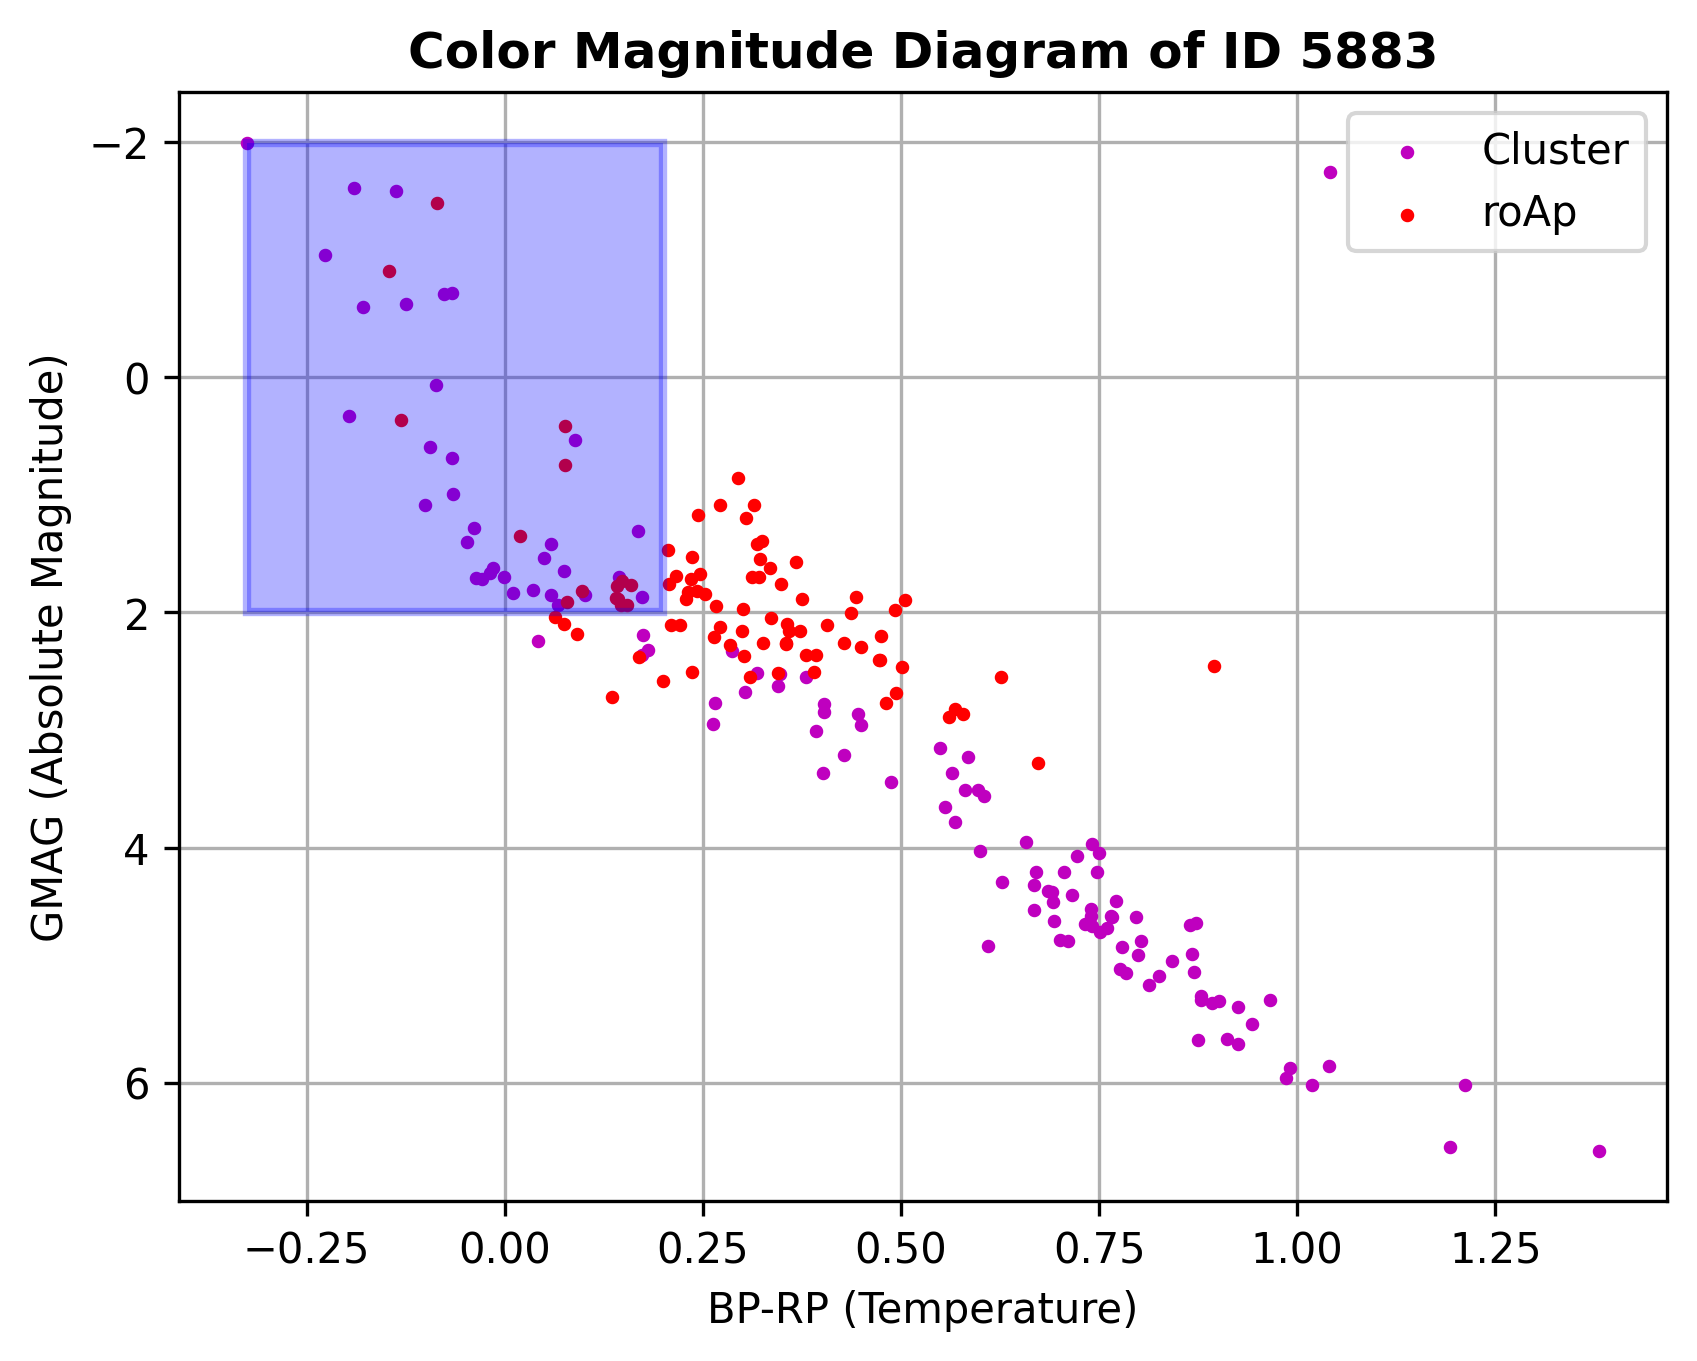 Color Magnitude Diagram of ID 5883
Cluster
roAp
GMAG (Absolute Magnitude)
−2
0
2
4
6
−0.25 0.00 0.25 0.50 0.75 1.00 1.25
BP-RP (Temperature)